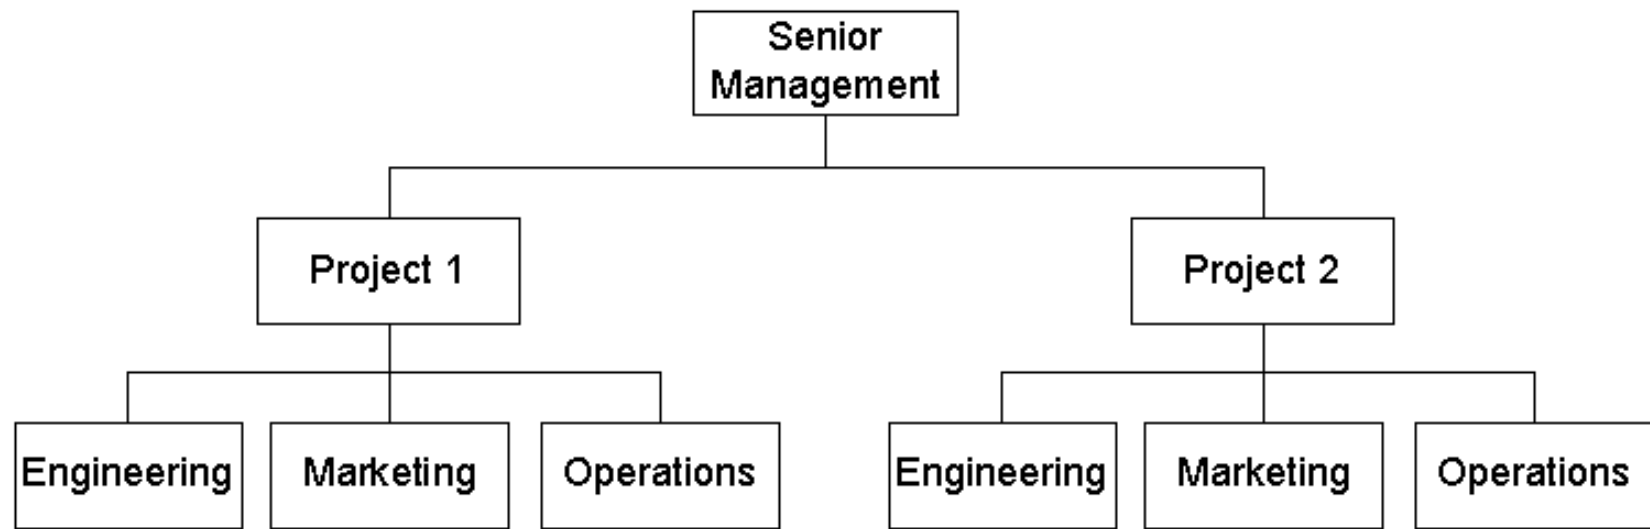 Senior
Management
Project 1
Project 2
Engineering
Marketing
Operations
Engineering
Marketing
Operations